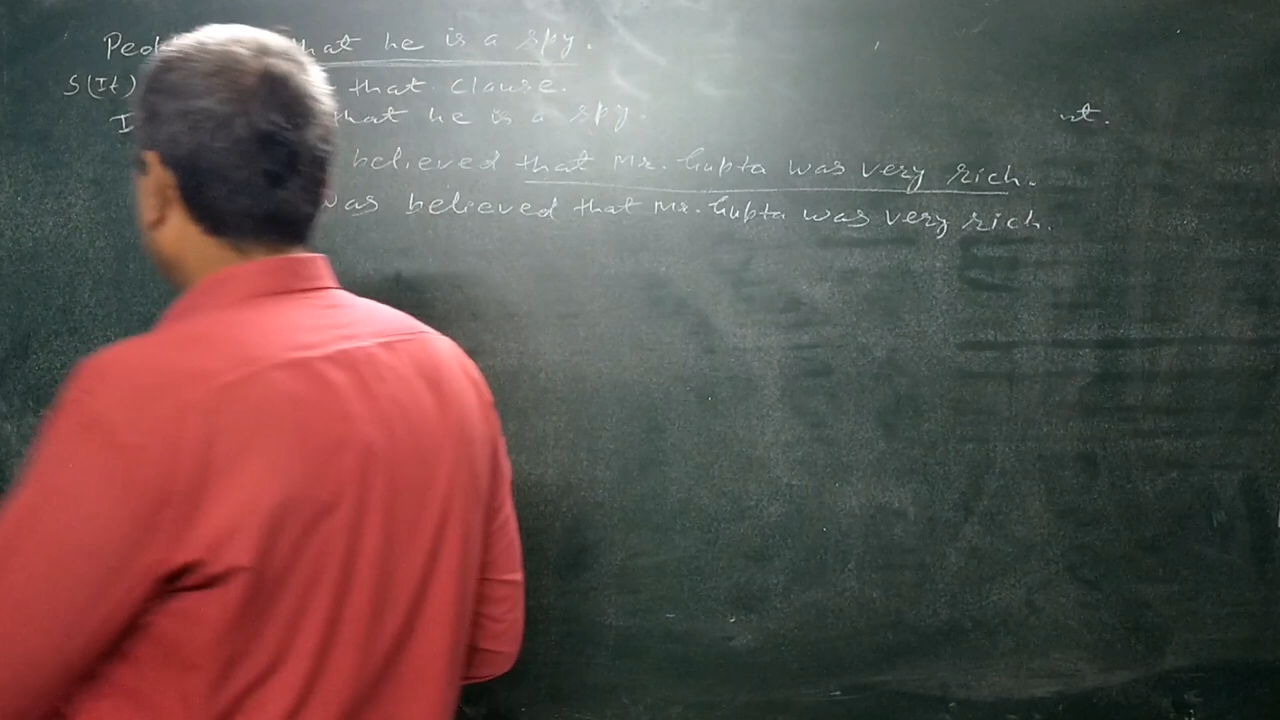 that he is a spy.
S(It) that clause.
that he is a spy.
believed that Mr. Gupta was very rich.
was believed that Mr. Gupta was very rich.